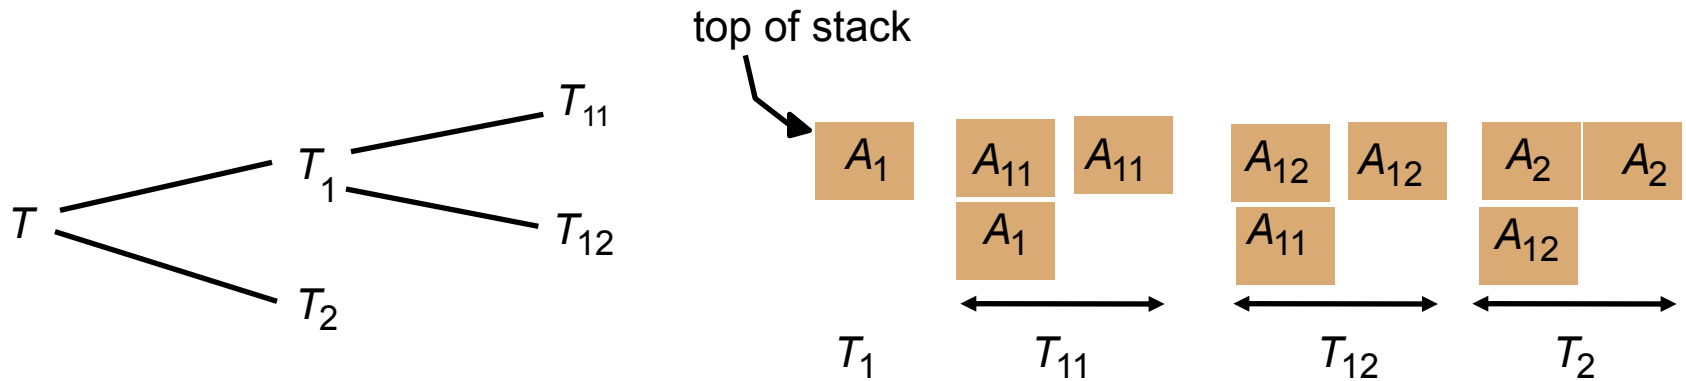 top of stack
T11
T1
T
T12
T2
A1
A11 A11
A1
A12 A12
A11
A2 A2
A12
T1 T11 T12 T2